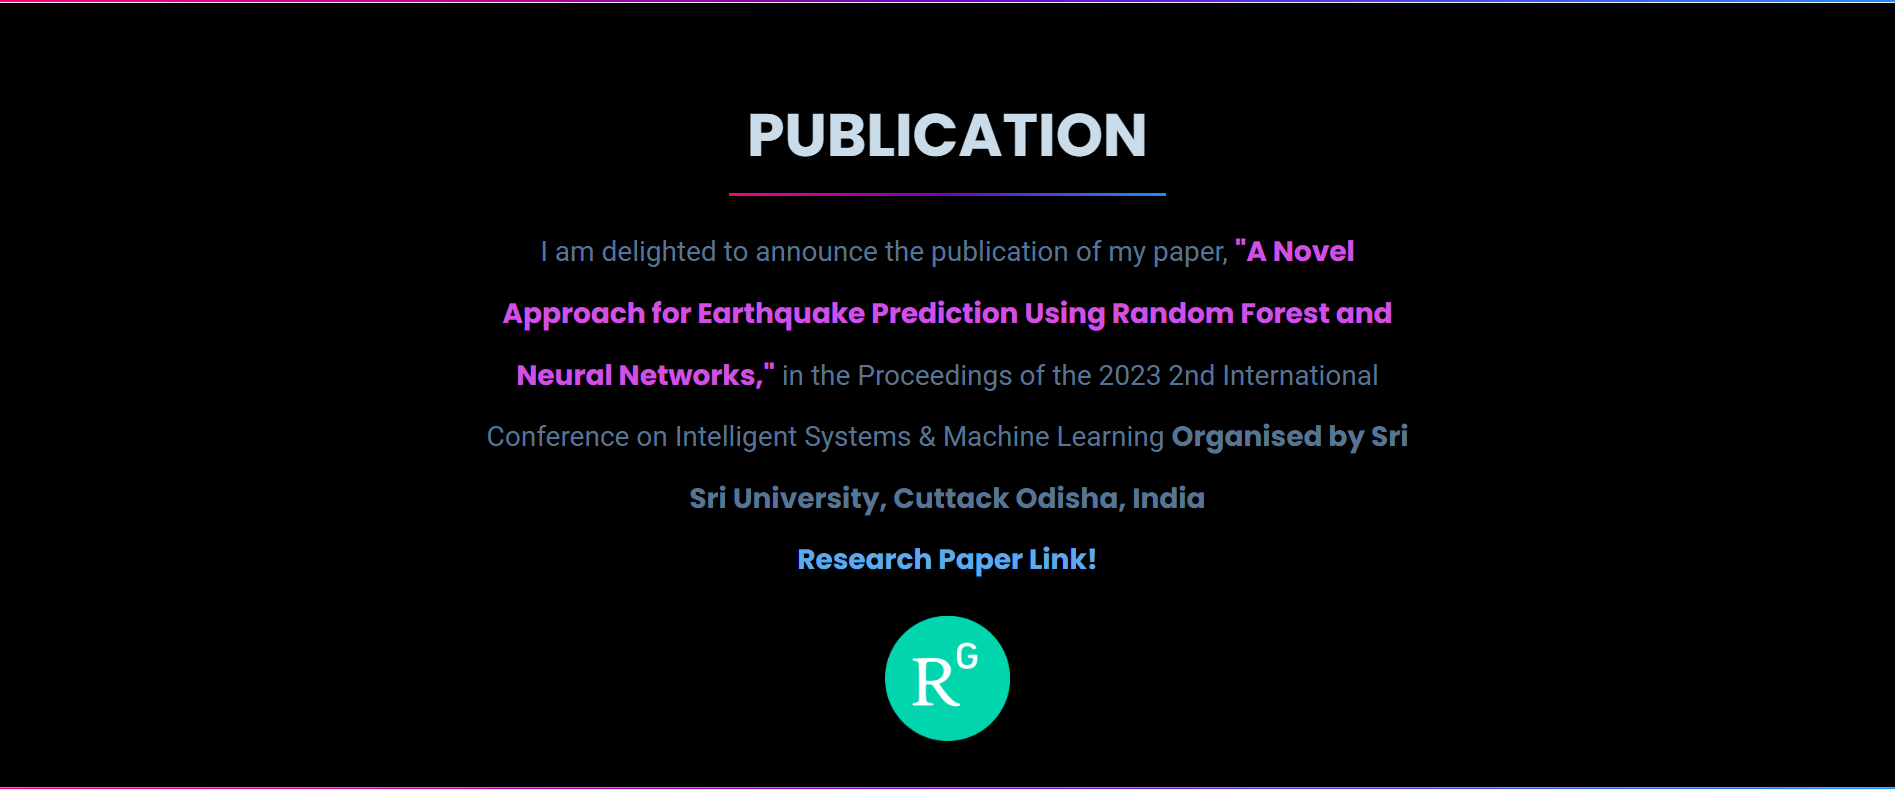 PUBLICATION
I am delighted to announce the publication of my paper, "A Novel
Approach for Earthquake Prediction Using Random Forest and
Neural Networks," in the Proceedings of the 2023 2nd International
Conference on Intelligent Systems & Machine Learning Organised by Sri
Sri University, Cuttack Odisha, India
Research Paper Link!
RG